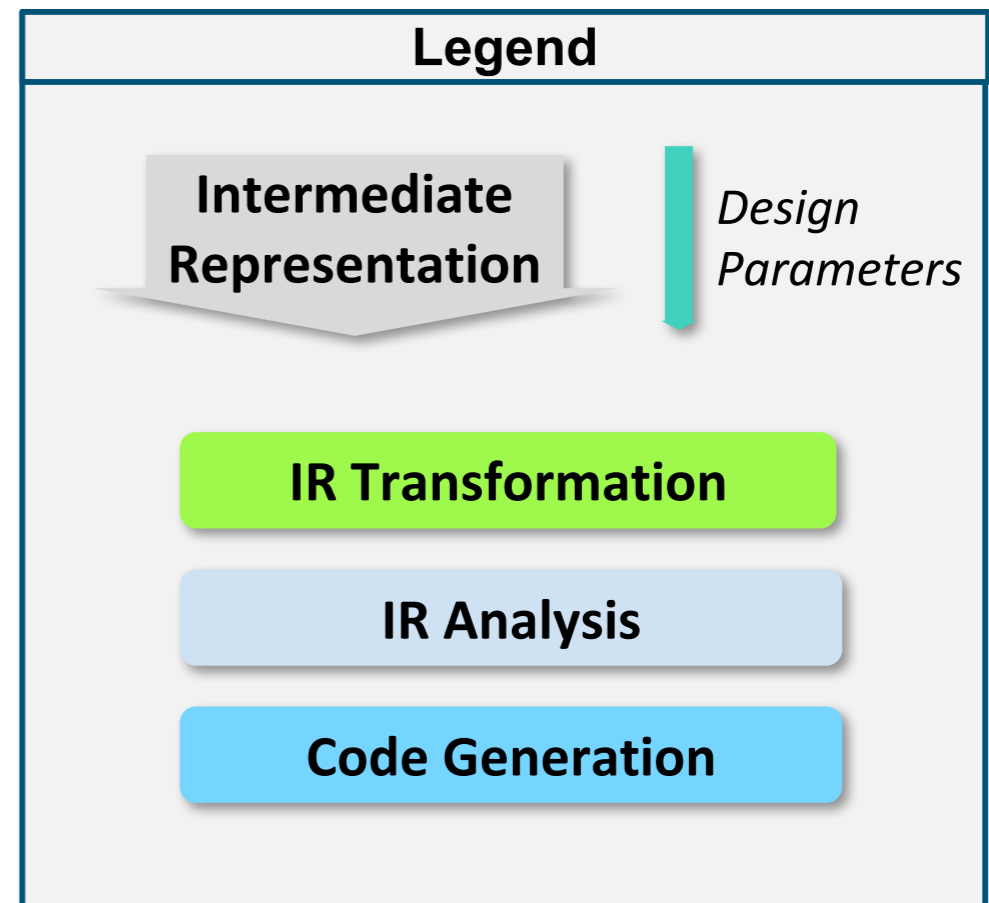 Legend
Intermediate
Representation
Design
Parameters
IR Transformation
IR Analysis
Code Generation